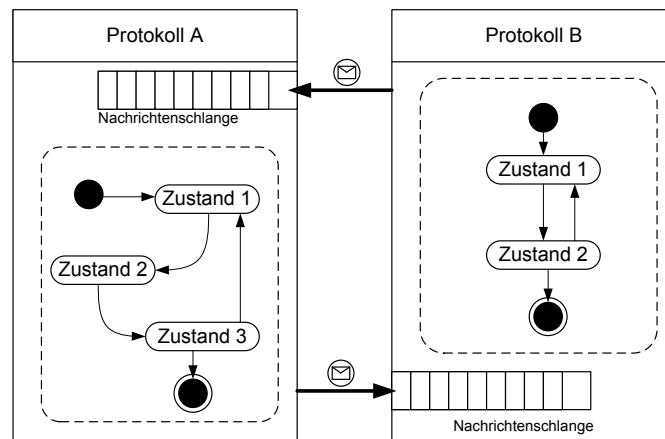 Protokoll A
Protokoll B
Nachrichtenschlange
Zustand 1
Zustand 2
Zustand 3
Zustand 1
Zustand 2
Nachrichtenschlange